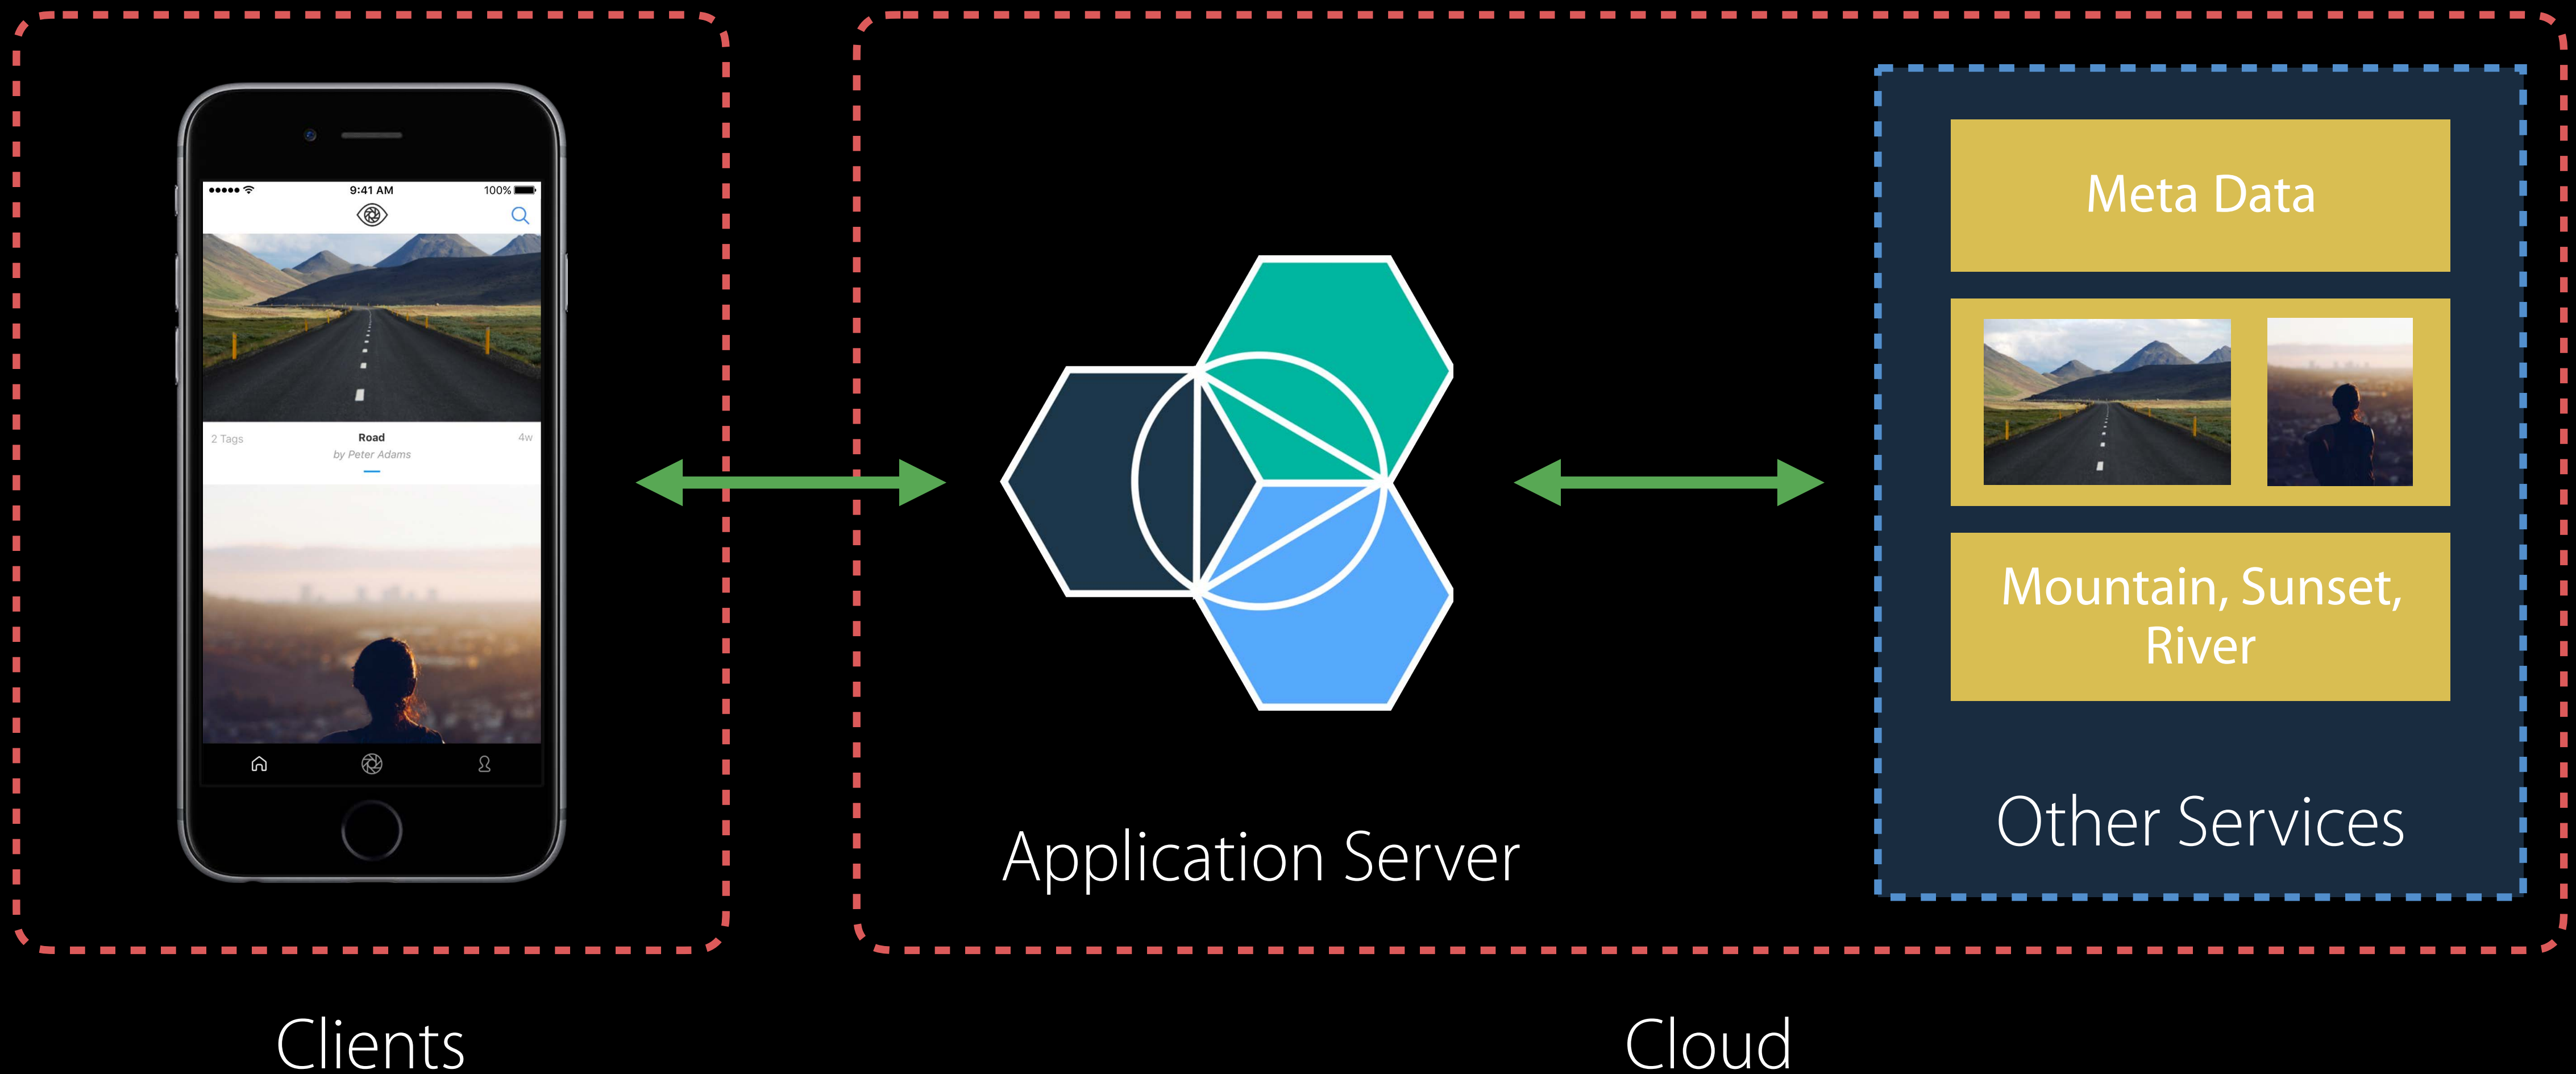 9:41 AM
100%
2 Tags
Road
4w
by Peter Adams
Application Server
Meta Data
Mountain, Sunset,
River
Other Services
Clients
Cloud